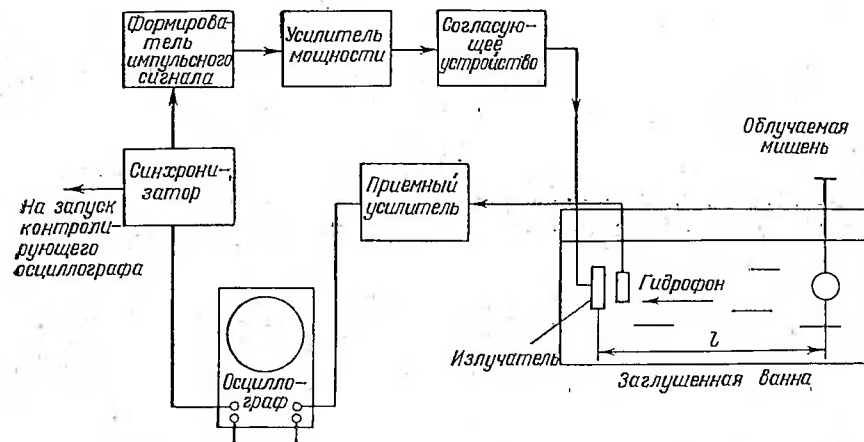 Формирова-
тель
импульсного
сигнала
Усилитель
мощности
Согласую-
щее
устройство
Облучаемая
мишень
Синхрони-
затор
Приемный
усилитель
На запуск
контроли-
рующего
осциллографа
Гидрофон
Излучатель
l
Осцилло-
граф
Заглушенная ванна